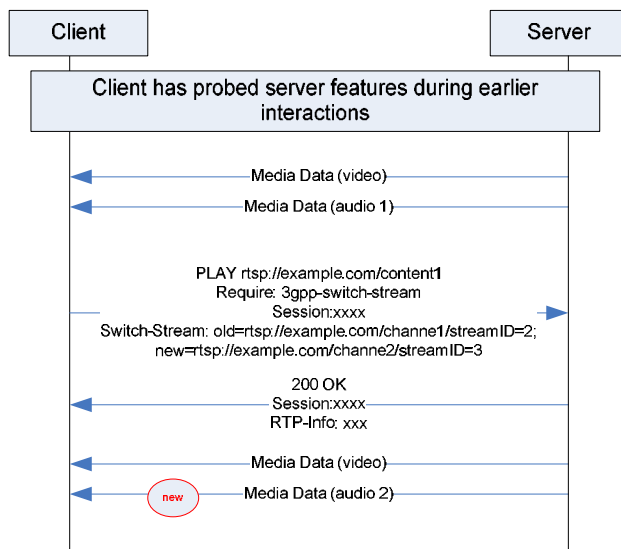 Client
Server
Client has probed server features during earlier
interactions
Media Data (video)
Media Data (audio 1)
PLAY rtsp://example.com/content1
Require: 3gpp-switch-stream
Session:xxxx
Switch-Stream: old=rtsp://example.com/channe1/streamID=2;
new=rtsp://example.com/channe2/streamID=3
200 OK
Session:xxxx
RTP-Info: xxx
Media Data (video)
new
Media Data (audio 2)